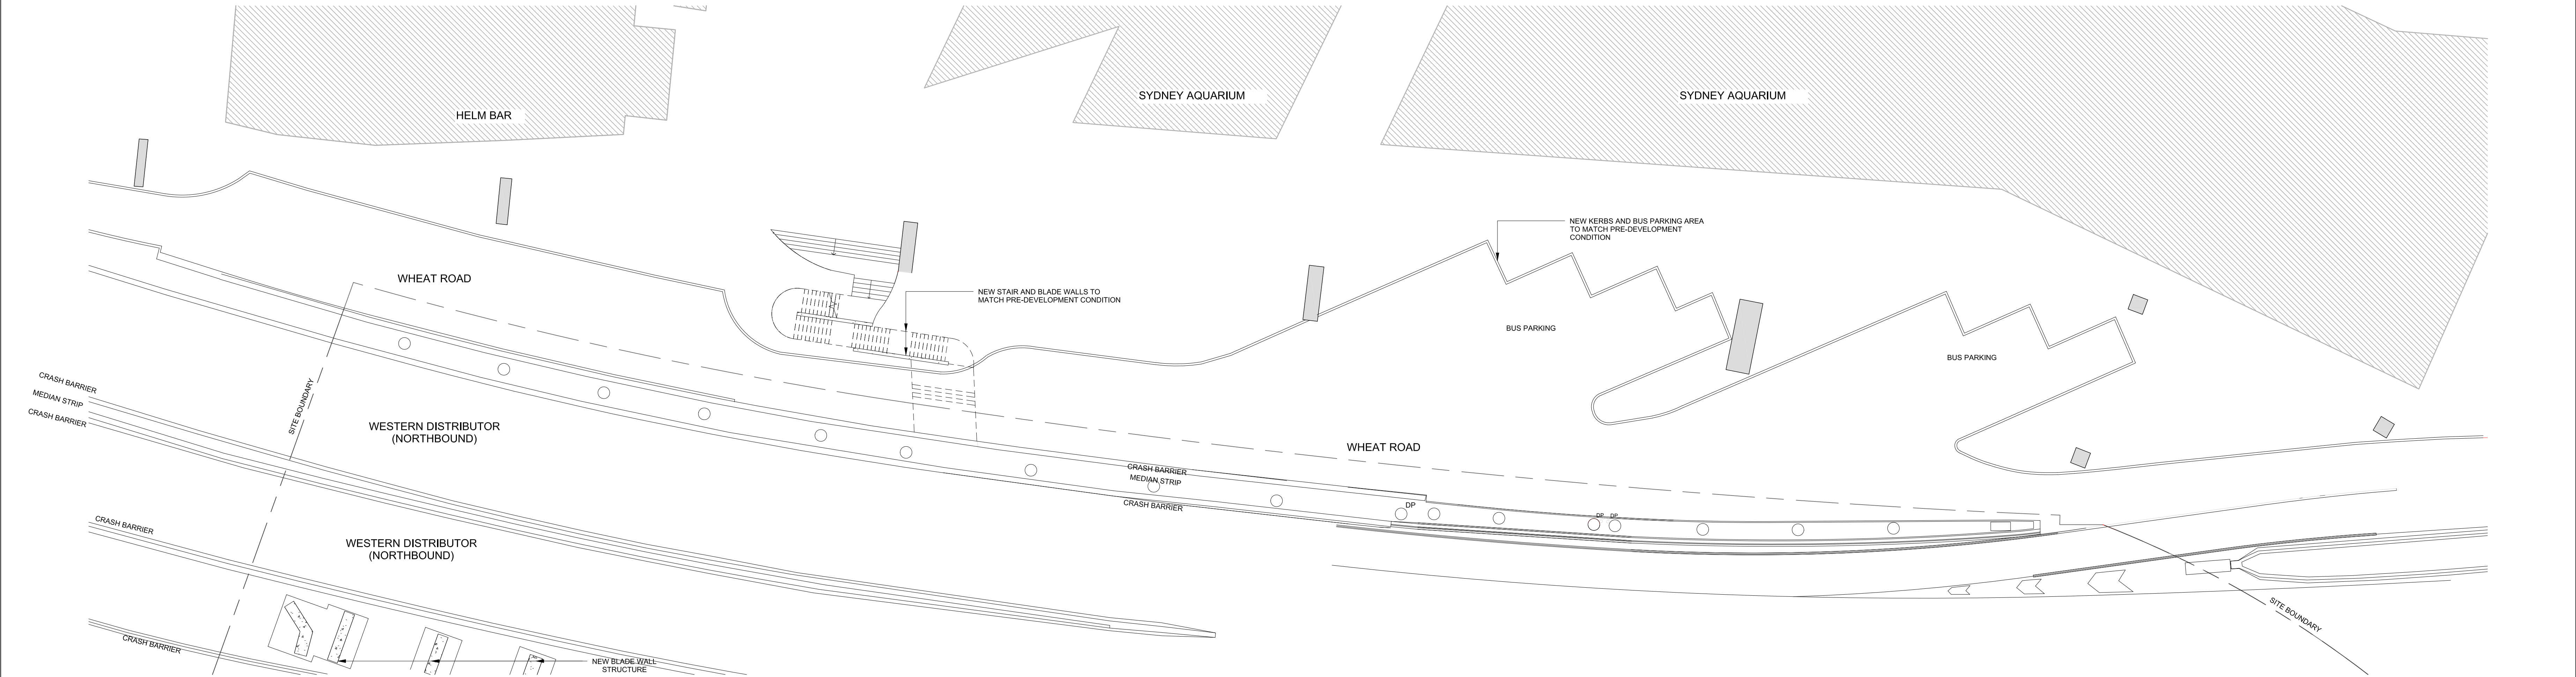 SYDNEY AQUARIUM
SYDNEY AQUARIUM
HELM BAR
NEW KERBS AND BUS PARKING AREA
TO MATCH PRE-DEVELOPMENT
CONDITION
WHEAT ROAD
NEW STAIR AND BLADE WALLS TO
MATCH PRE-DEVELOPMENT CONDITION
BUS PARKING
BUS PARKING
CRASH BARRIER
MEDIAN STRIP
CRASH BARRIER
SITE BOUNDARY
WESTERN DISTRIBUTOR
(NORTHBOUND)
WHEAT ROAD
CRASH BARRIER
MEDIAN STRIP
CRASH BARRIER
DP
DP
DP
CRASH BARRIER
WESTERN DISTRIBUTOR
(NORTHBOUND)
SITE BOUNDARY
CRASH BARRIER
NEW BLADE WALL
STRUCTURE